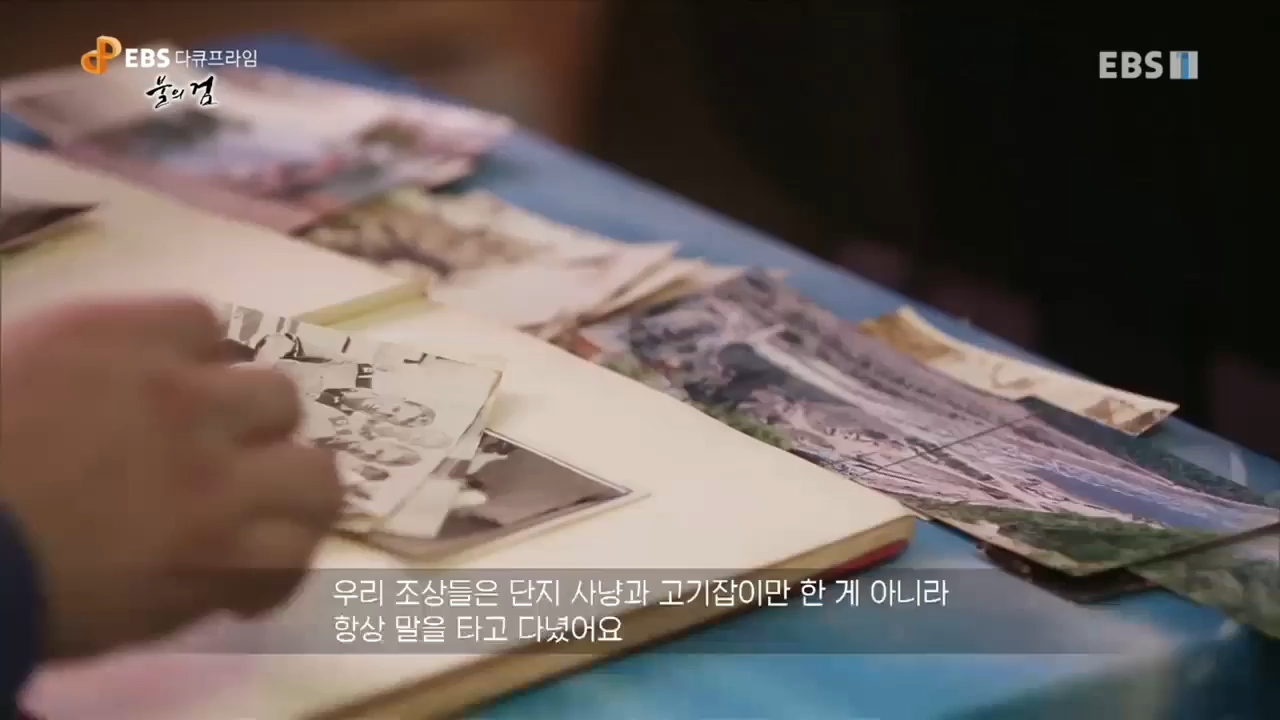 EBS 다큐프라임
불의 검
EBS 1
우리 조상들은 단지 사냥과 고기잡이만 한 게 아니라
항상 말을 타고 다녔어요